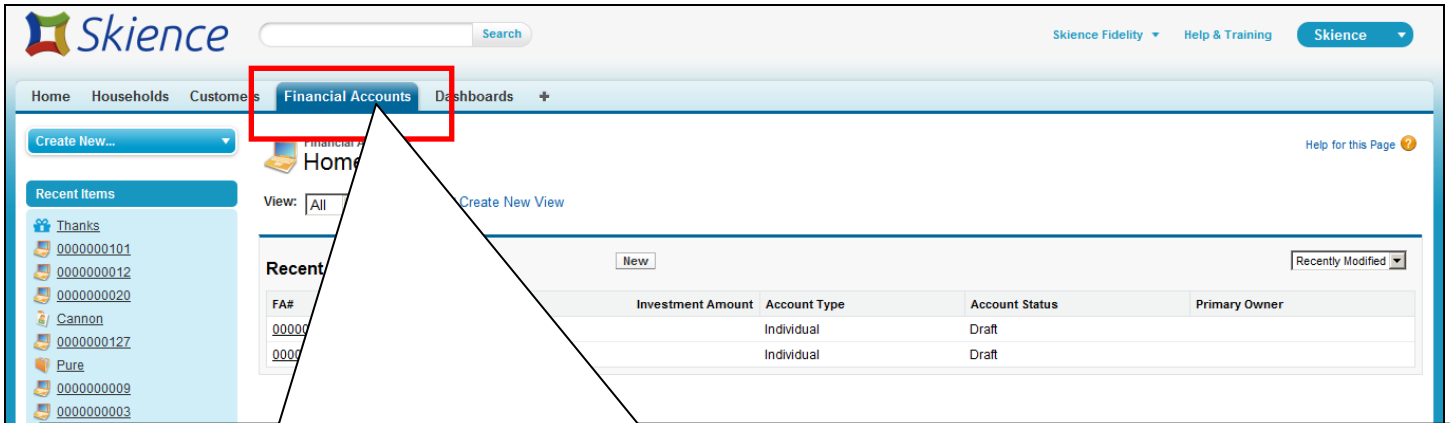 Skience Search Skience Fidelity Help & Training Skience
Home Households Customers Financial Accounts Dashboards +
Create New...
Help for this Page ?
Home
Recent Items
View: All Create New View
Thanks
0000000101
0000000012
0000000020
Cannon
0000000127
Pure
0000000009
0000000003
Recent New Recently Modified
FA# Investment Amount Account Type Account Status Primary Owner
Individual Draft
Individual Draft